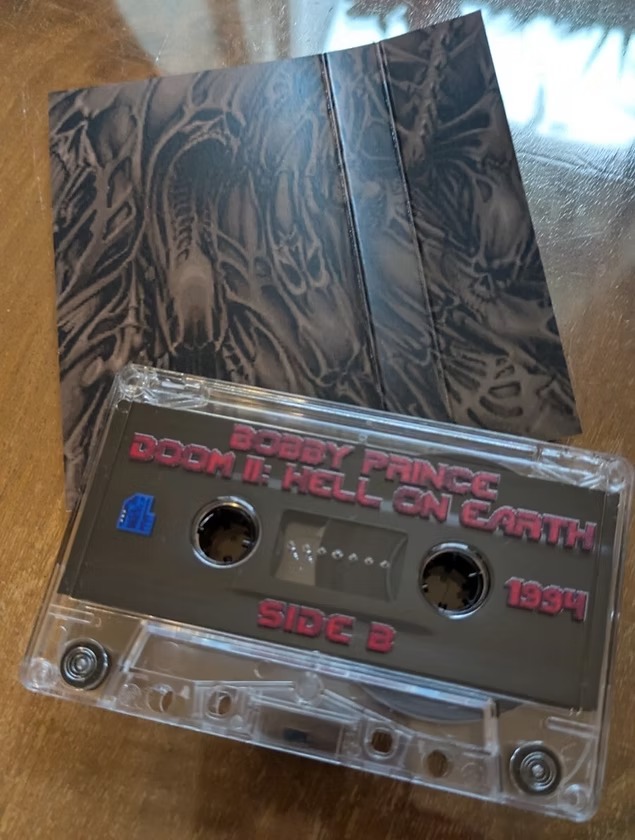 BOBBY PRINCE
DOOM II: HELL ON EARTH
1994
SIDE B